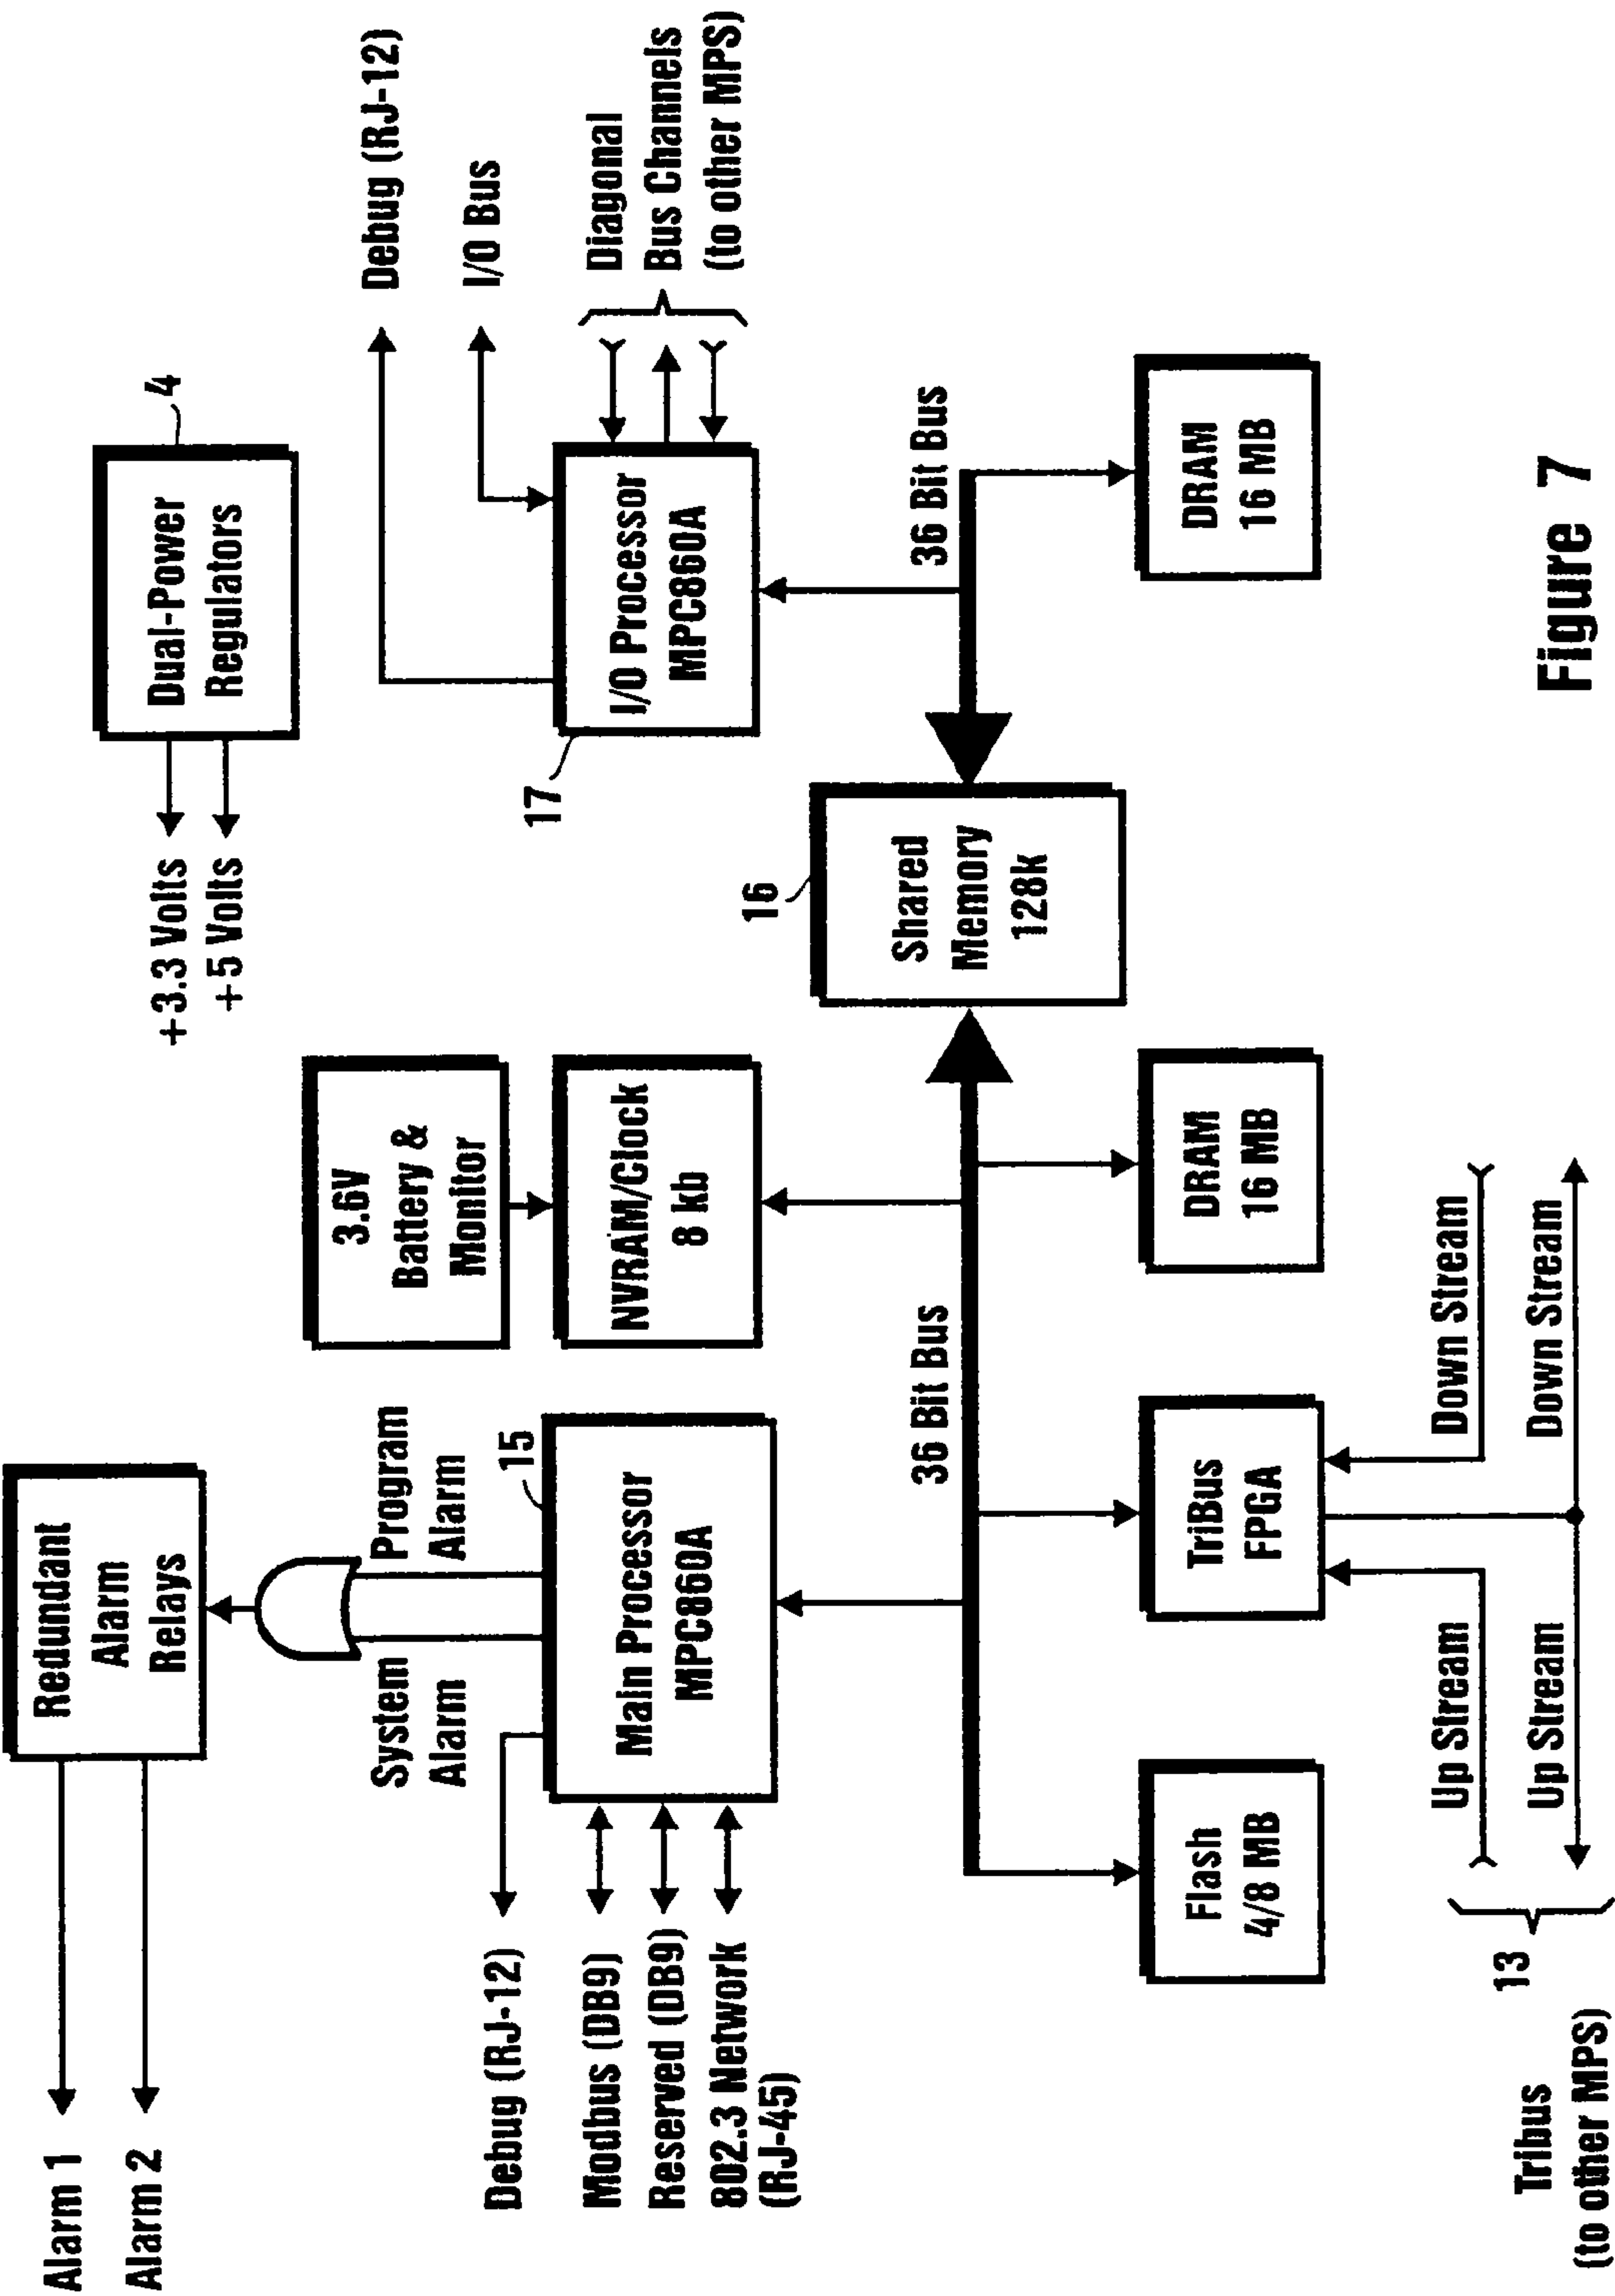 Alarm 1
Alarm 2
Redundant
Alarm
Relays
System
Alarm
Program
Alarm
Debug (RJ-12)
Modbus (DB9)
Reserved (DB9)
802.3 Network
(RJ-45)
15
Main Processor
MPC860A
3.6V
Battery &
Monitor
NVRAM/Clock
8 kb
+3.3 Volts
+5 Volts
Dual-Power
Regulators
4
Debug (RJ-12)
I/O Bus
Diagonal
Bus Channels
(to other MPS)
17
I/O Processor
MPC860A
36 Bit Bus
36 Bit Bus
16
Shared
Memory
128k
Flash
4/8 MB
TriBus
FPGA
DRAM
16 MB
DRAM
16 MB
Up Stream
Down Stream
Up Stream
Down Stream
13
Tribus
(to other MPS)
Figure 7